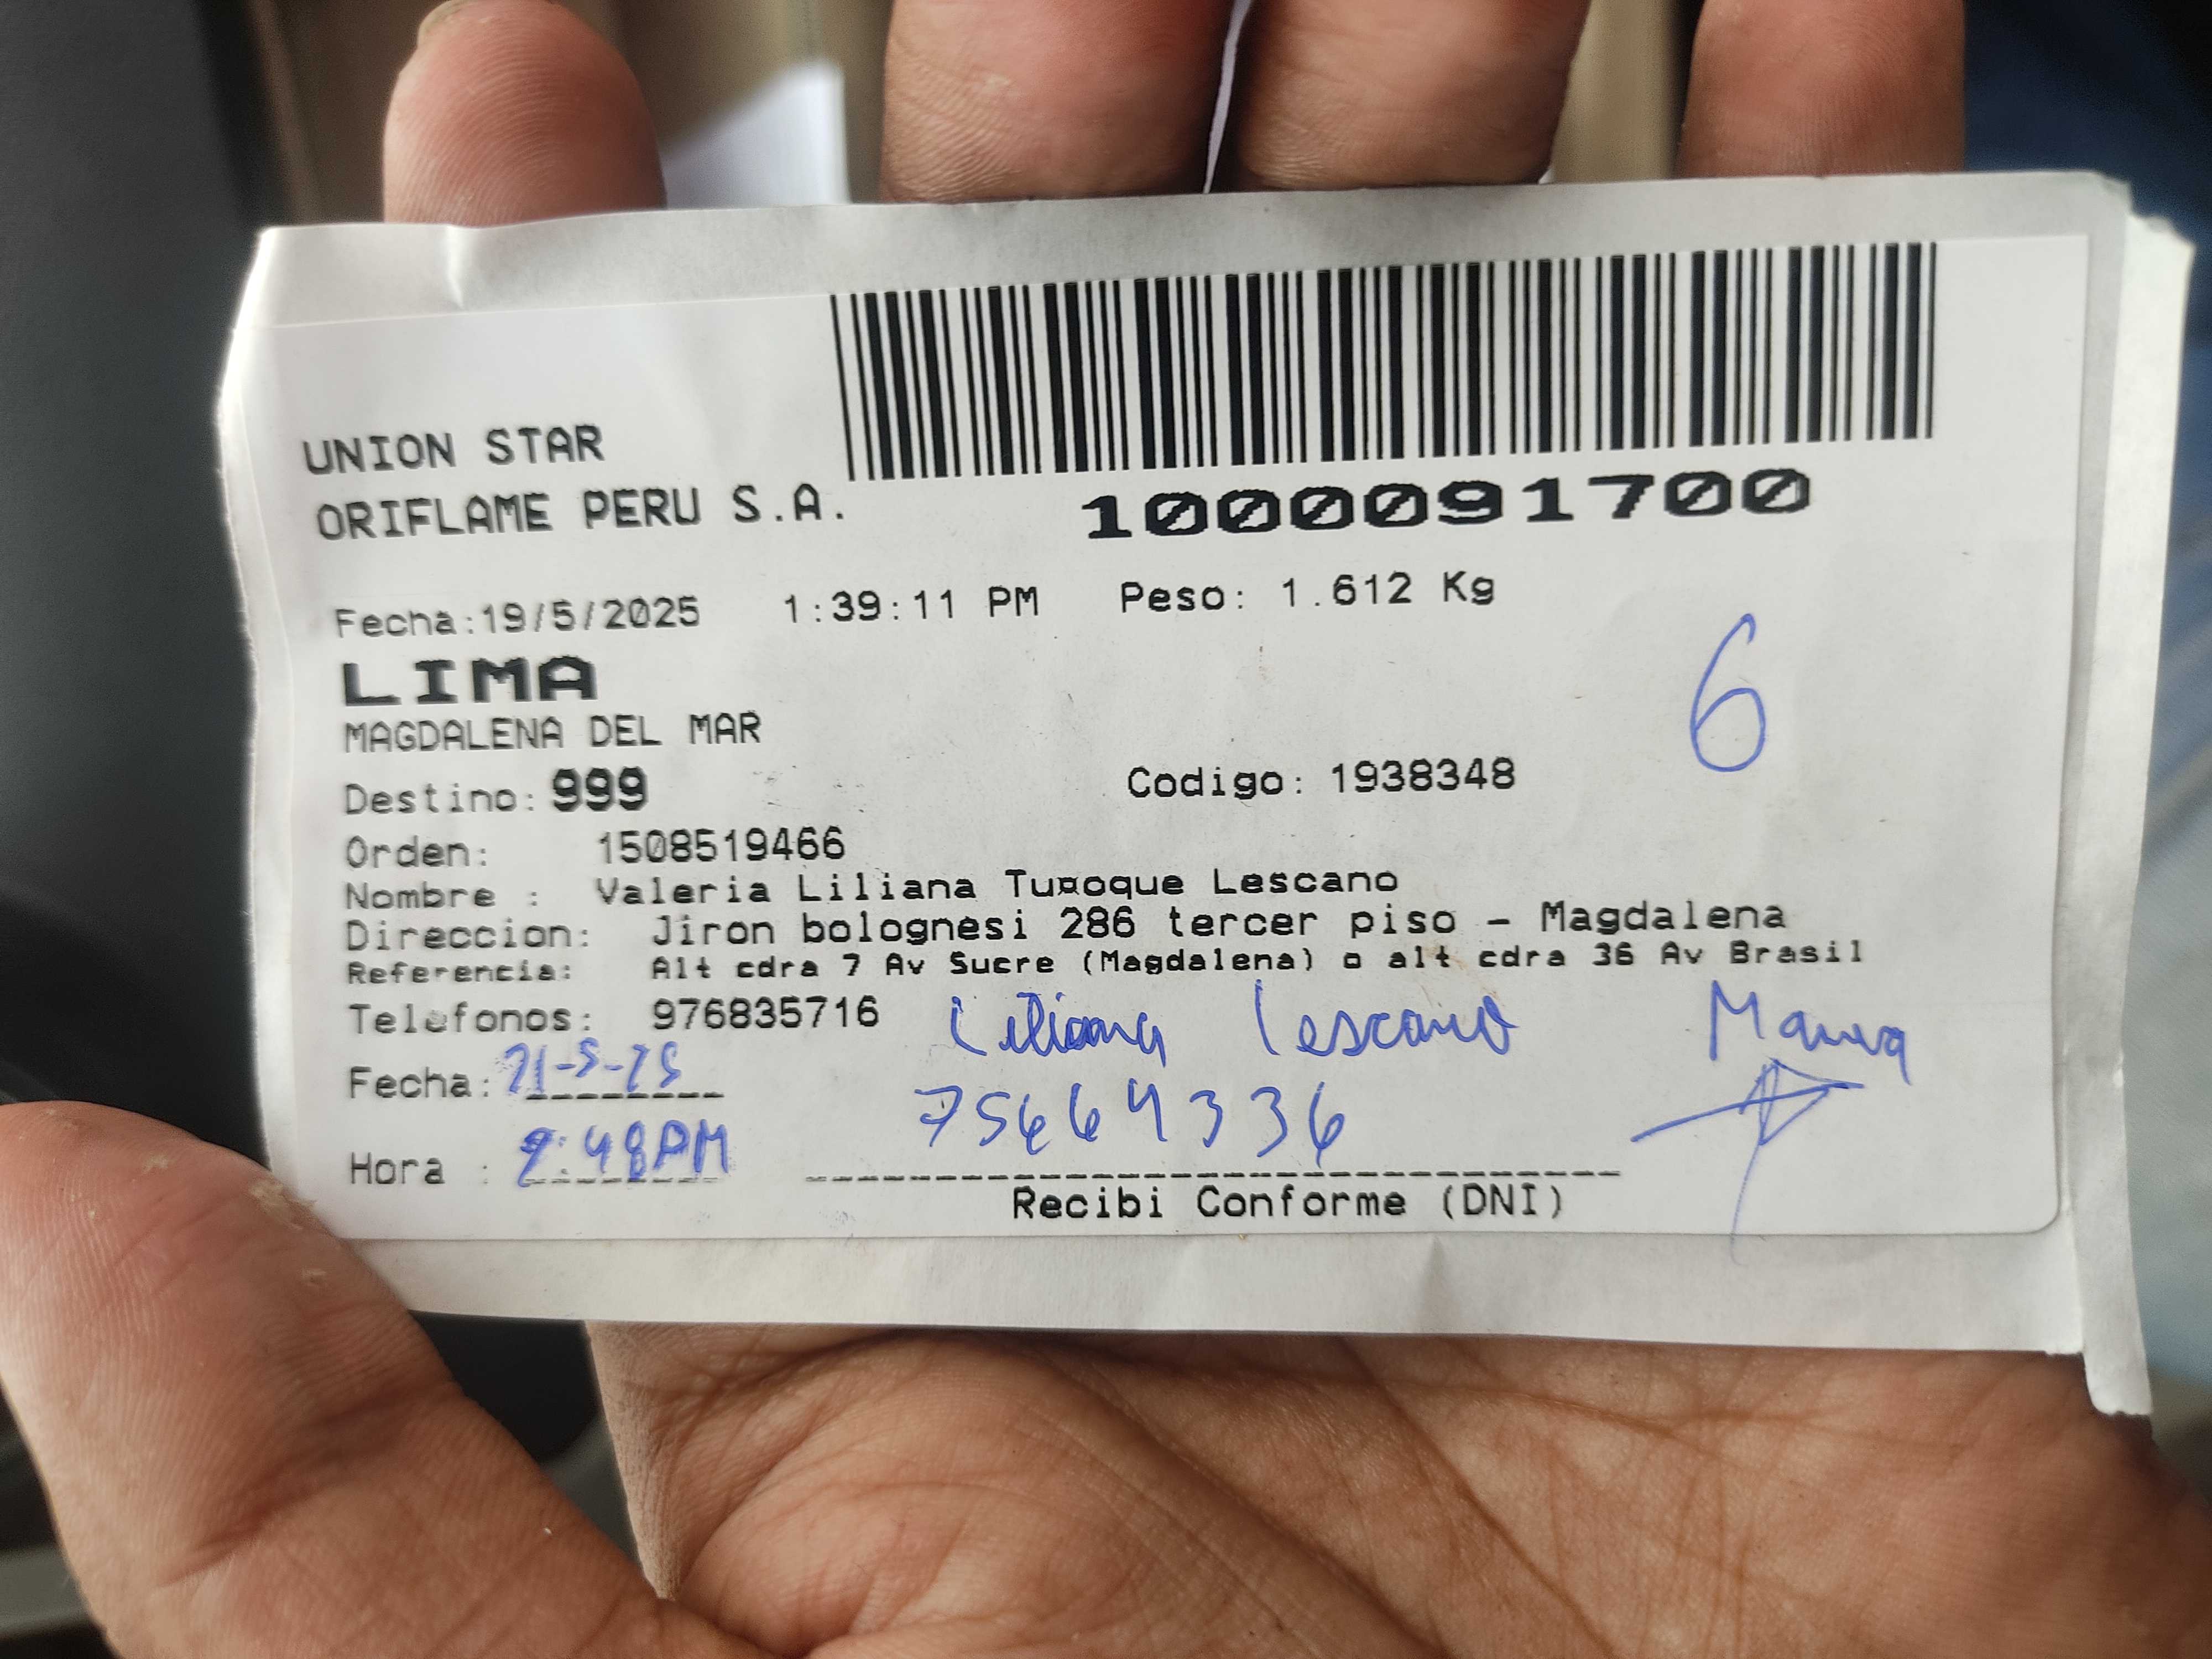 UNION STAR
ORIFLAME PERU S.A.
1000091700
Fecha:19/5/2025 1:39:11 PM Peso: 1.612 Kg
LIMA
6
MAGDALENA DEL MAR
Destino: 999 Codigo: 1938348
Orden: 1508519466
Nombre : Valeria Liliana Tuñoque Lescano
Direccion: Jiron bolognesi 286 tercer piso - Magdalena
Referencia: Alt cdra 7 Av Sucre (Magdalena) o alt cdra 36 Av Brasil
Telefonos: 976835716 Liliana Lescano
Fecha: 21-5-25
75664336
Hora : 2:48PM
Recibi Conforme (DNI)